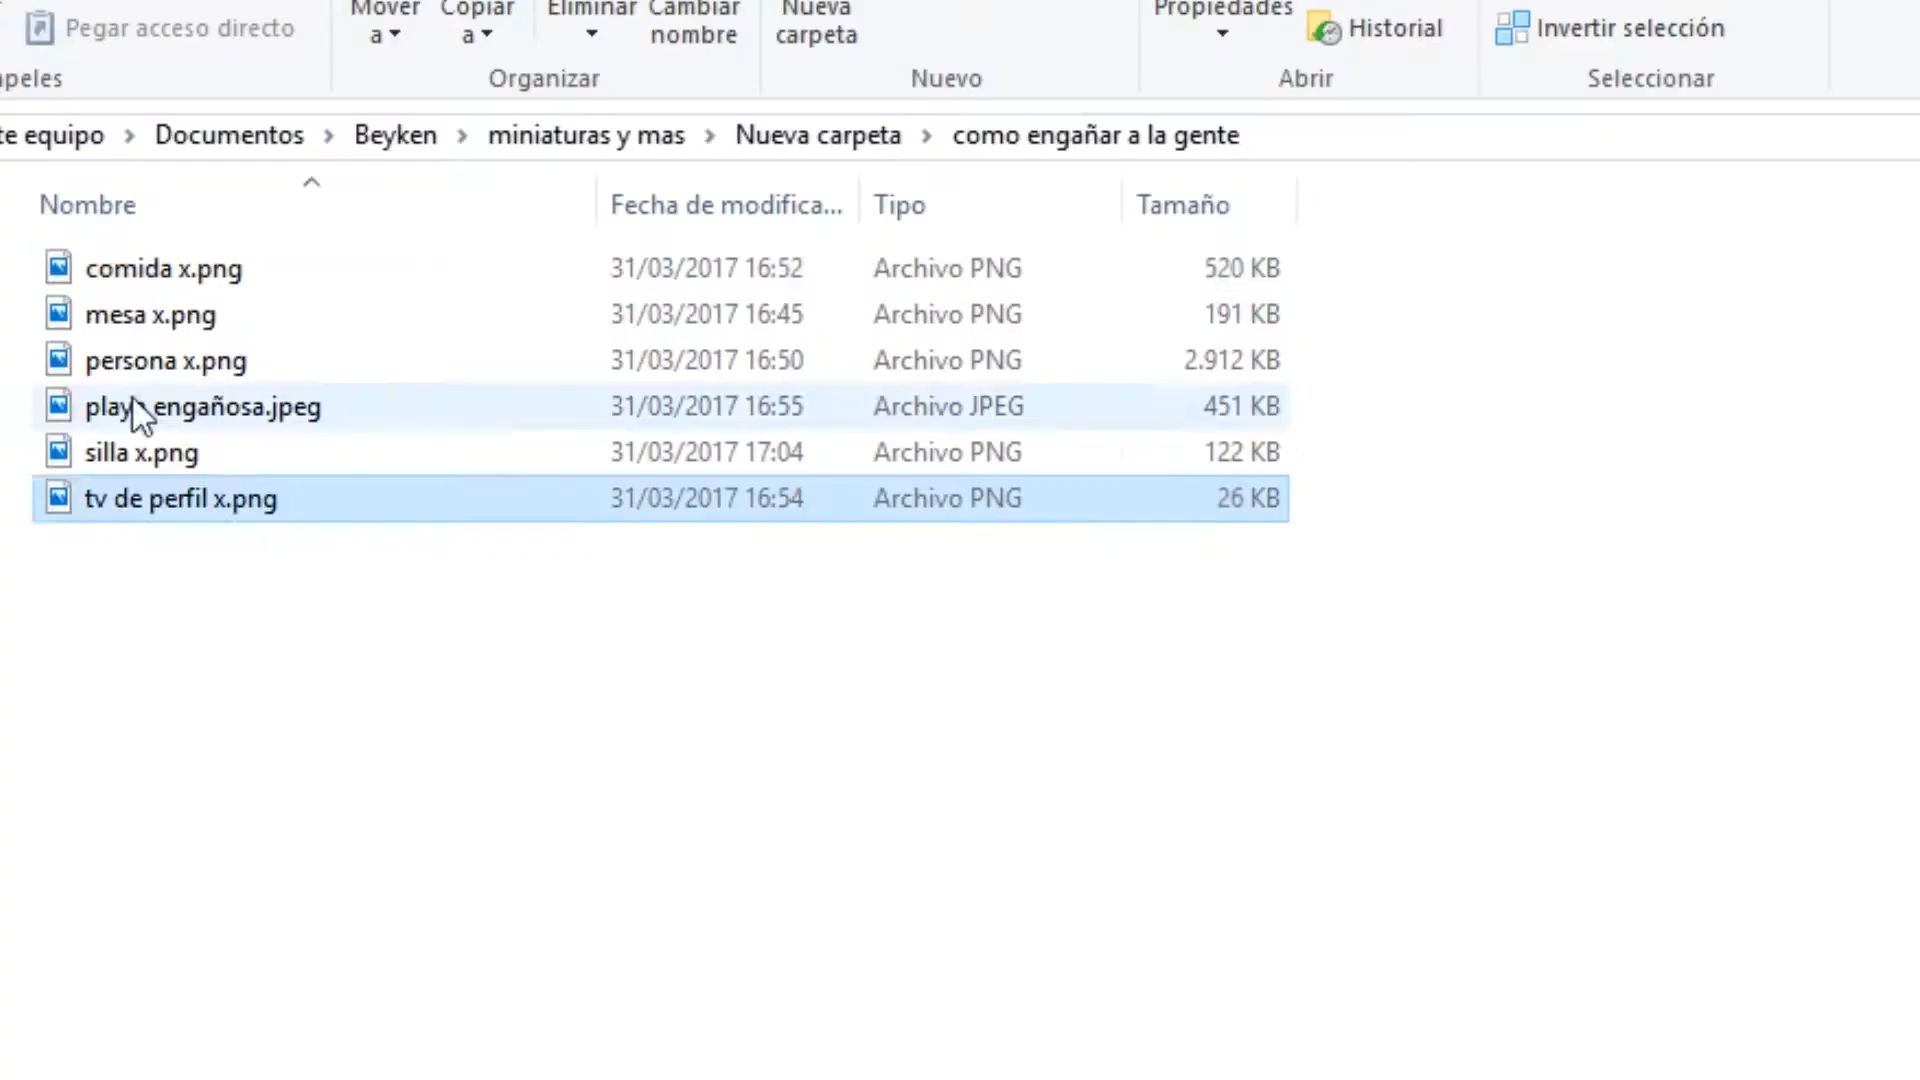 Mover a Copiar a Eliminar Cambiar nombre Nueva carpeta Propiedades
Pegar acceso directo Historial Invertir selección
Organizar Nuevo Abrir Seleccionar
equipo > Documentos > Beyken > miniaturas y mas > Nueva carpeta > como engañar a la gente
Nombre Fecha de modifica... Tipo Tamaño
comida x.png 31/03/2017 16:52 Archivo PNG 520 KB
mesa x.png 31/03/2017 16:45 Archivo PNG 191 KB
persona x.png 31/03/2017 16:50 Archivo PNG 2.912 KB
playa engañosa.jpeg 31/03/2017 16:55 Archivo JPEG 451 KB
silla x.png 31/03/2017 17:04 Archivo PNG 122 KB
tv de perfil x.png 31/03/2017 16:54 Archivo PNG 26 KB